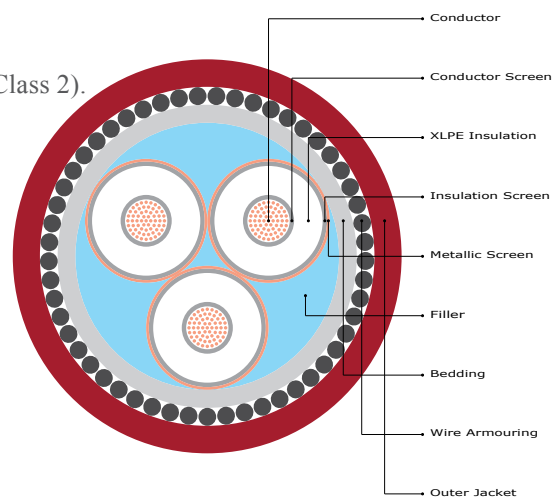 Conductor
Class 2).
Conductor Screen
XLPE Insulation
Insulation Screen
Metallic Screen
Filler
Bedding
Wire Armouring
Outer Jacket